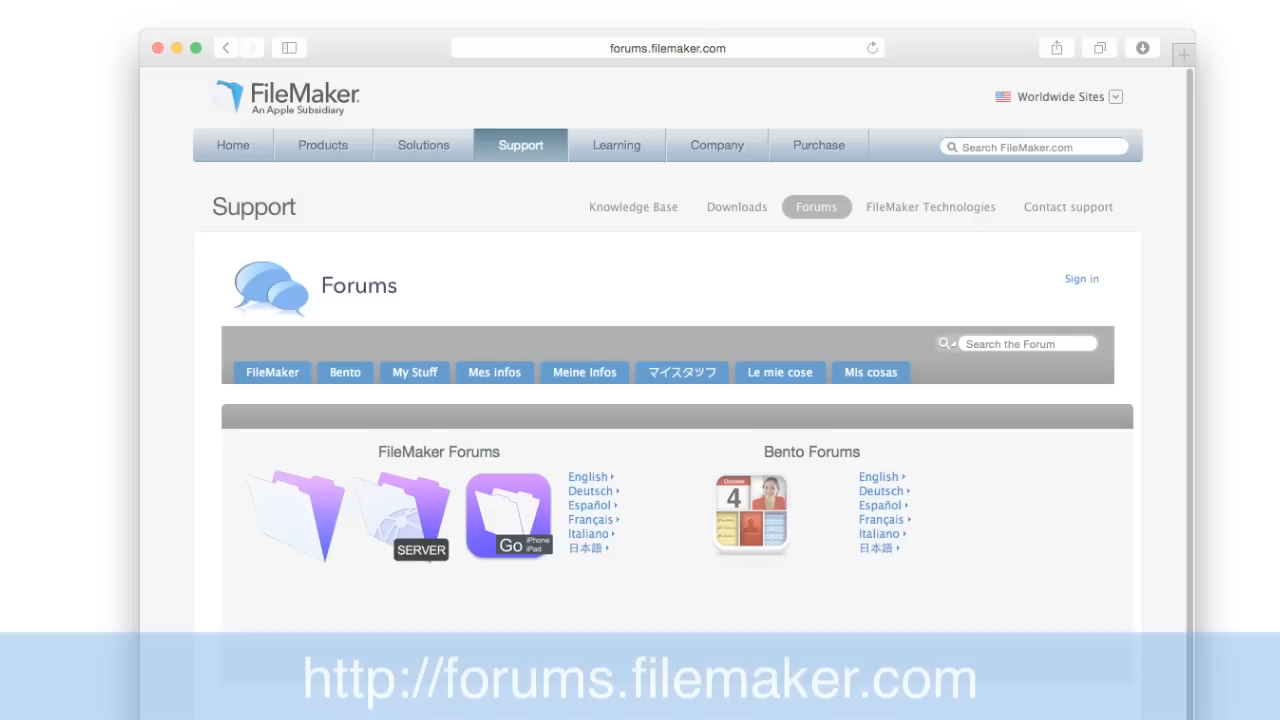 forums.filemaker.com
FileMaker
An Apple Subsidiary
Worldwide Sites
Home Products Solutions Support Learning Company Purchase Search FileMaker.com
Support Knowledge Base Downloads Forums FileMaker Technologies Contact support
Forums
Sign in
Search the Forum
FileMaker Bento My Stuff Mes Infos Meine Infos マイスタッフ Le mie cose Mis cosas
FileMaker Forums
SERVER
Go iPhone
iPad
English
Deutsch
Español
Français
Italiano
日本語
Bento Forums
October
4
English
Deutsch
Español
Français
Italiano
日本語
http://forums.filemaker.com